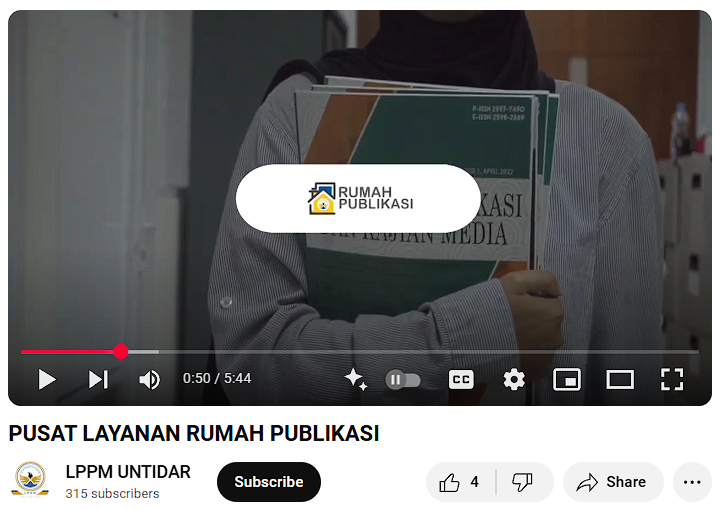 P-ISSN 2597-7490
E-ISSN 2598-2869
APRIL, 2022
KASI
DAN KAJIAN MEDIA
RUMAH
PUBLIKASI
0:50 / 5:44
CC
PUSAT LAYANAN RUMAH PUBLIKASI
LPPM UNTIDAR
315 subscribers
Subscribe
4
Share